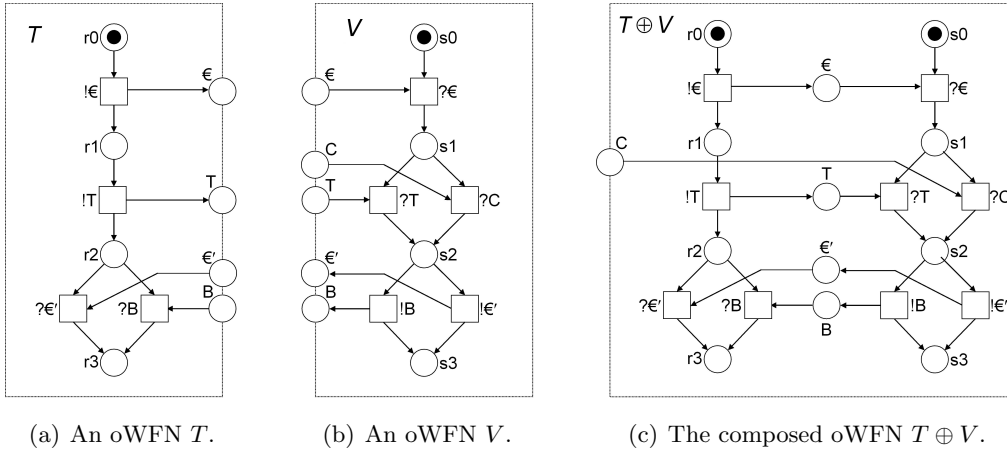 T
r0
!€
€
r1
!T
T
r2
€'
B
?€'
?B
r3
V
s0
€
?€
C
s1
T
?T
?C
€'
s2
B
!B
!€'
s3
T ⊕ V
r0
s0
€
!€
?€
C
r1
s1
T
!T
?T
?C
r2
€'
s2
?€'
?B
!B
!€'
B
r3
s3
(a) An oWFN T.
(b) An oWFN V.
(c) The composed oWFN T ⊕ V.